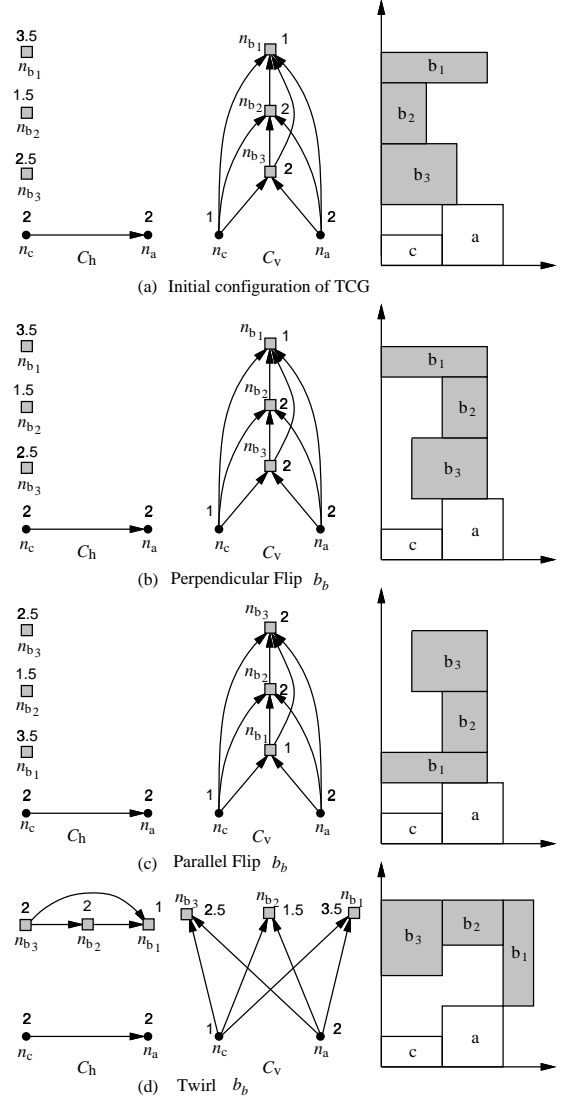 3.5
n_b1
1.5
n_b2
2.5
n_b3
2 2
n_c C_h n_a
n_b1 1
n_b2 2
n_b3 2
1 2
n_c C_v n_a
b_1
b_2
b_3
c a
(a) Initial configuration of TCG
3.5
n_b1
1.5
n_b2
2.5
n_b3
2 2
n_c C_h n_a
n_b1 1
n_b2 2
n_b3 2
1 2
n_c C_v n_a
b_1
b_2
b_3
c a
(b) Perpendicular Flip b_b
2.5
n_b3
1.5
n_b2
3.5
n_b1
2 2
n_c C_h n_a
n_b3 2
n_b2 2
n_b1 1
1 2
n_c C_v n_a
b_3
b_2
b_1
c a
(c) Parallel Flip b_b
2 2 1
n_b3 n_b2 n_b1
2 2
n_c C_h n_a
n_b3 n_b2 n_b1
2.5 1.5 3.5
1 2
n_c C_v n_a
b_3 b_2 b_1
c a
(d) Twirl b_b